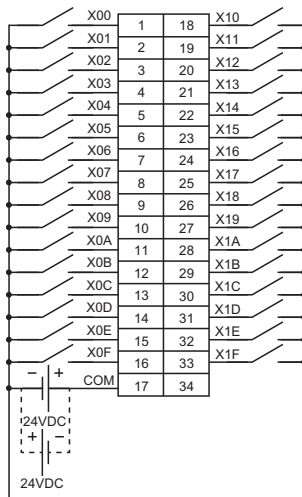 X00 1 18 X10
X01 2 19 X11
X02 3 20 X12
X03 4 21 X13
X04 5 22 X14
X05 6 23 X15
X06 7 24 X16
X07 8 25 X17
X08 9 26 X18
X09 10 27 X19
X0A 11 28 X1A
X0B 12 29 X1B
X0C 13 30 X1C
X0D 14 31 X1D
X0E 15 32 X1E
X0F 16 33 X1F
− + COM 17 34
24VDC
+ −
24VDC